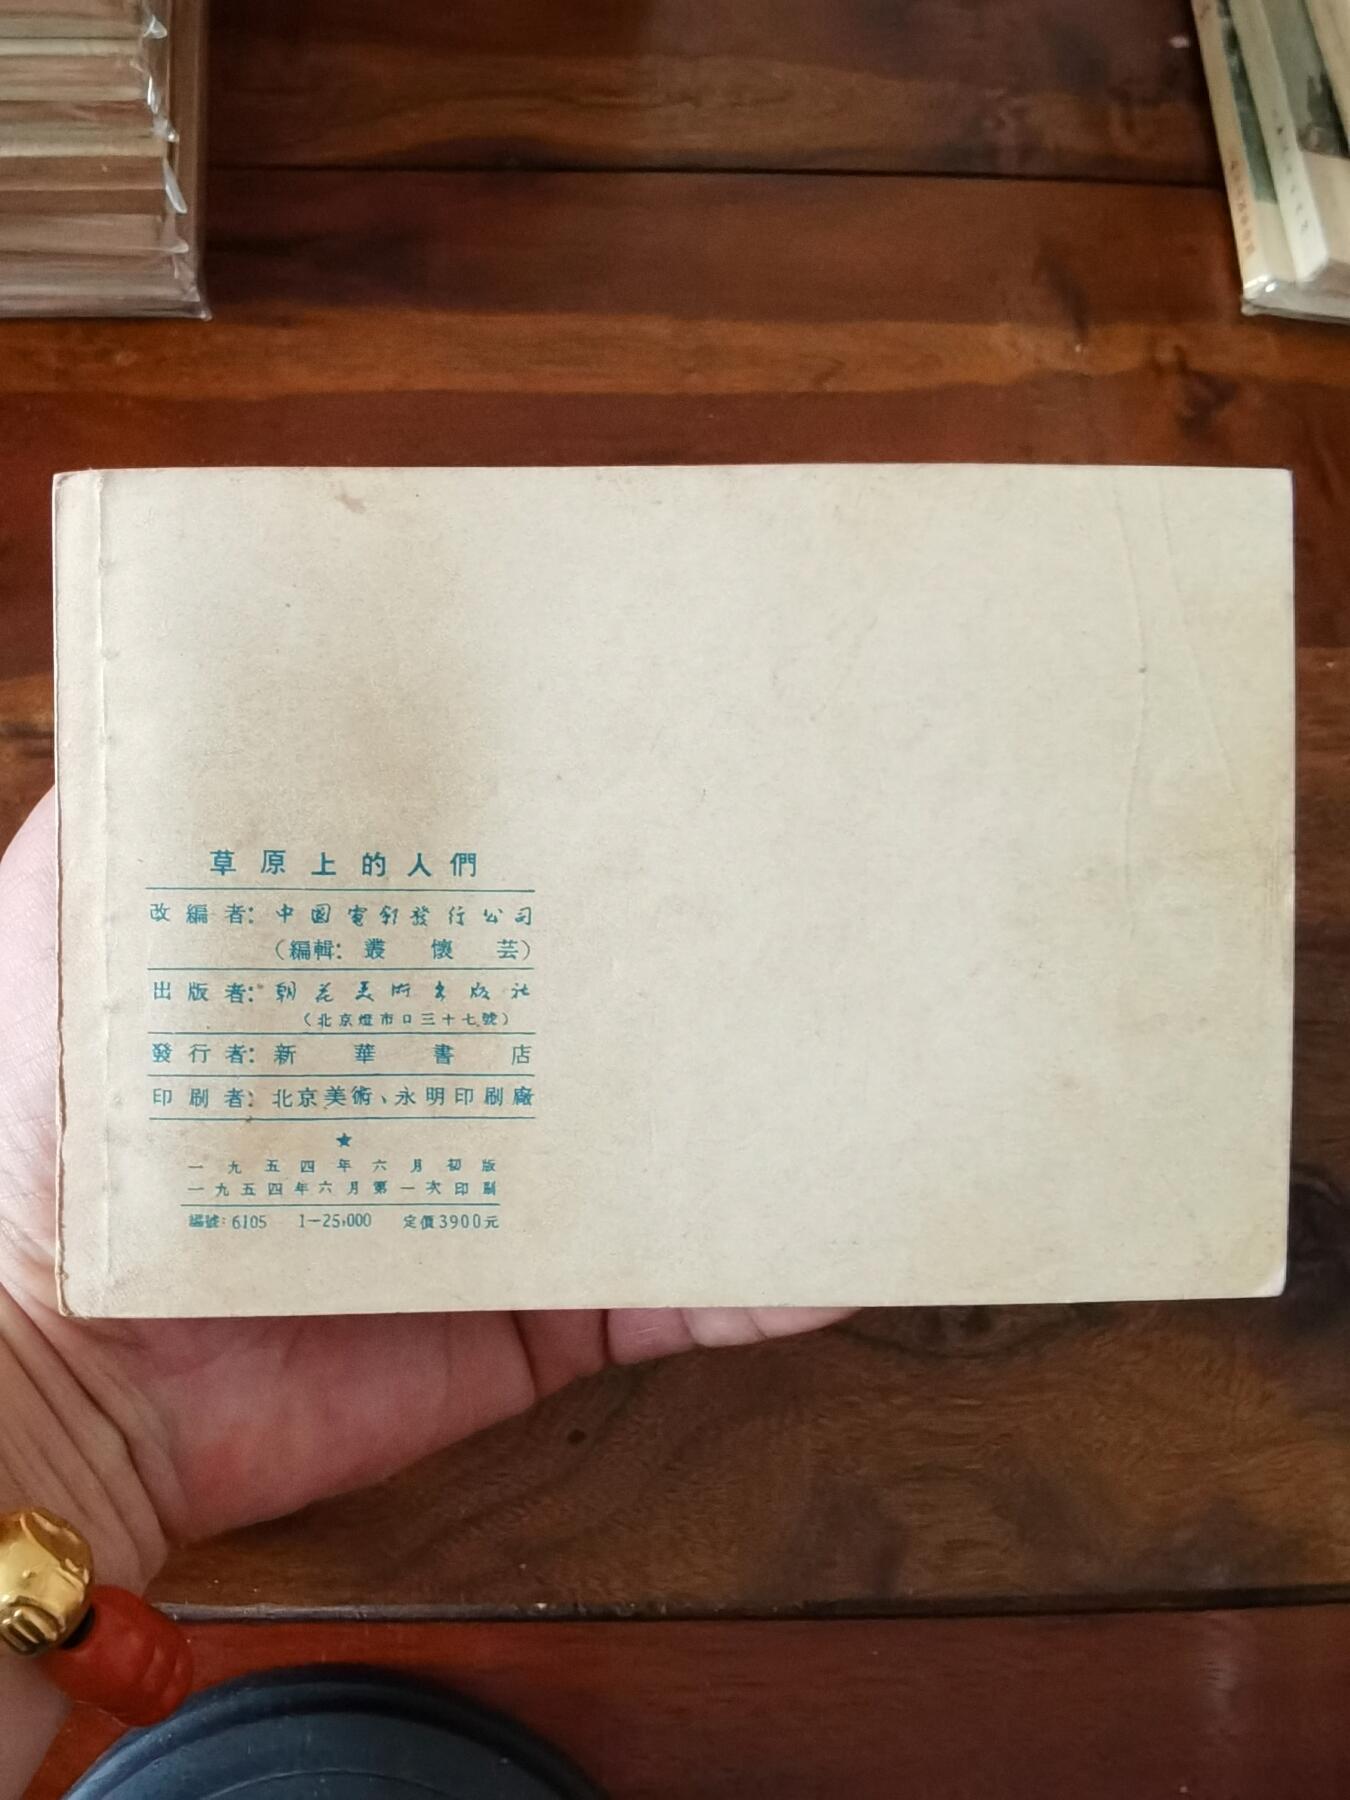 草原上的人們
改編者：中國電影發行公司
（編輯：叢懷芸）
出版者：朝花美術出版社
（北京燈市口三十七號）
發行者：新華書店
印刷者：北京美術、永明印刷廠
★
一九五四年六月初版
一九五四年六月第一次印刷
編號：6105 1—25,000 定價3900元